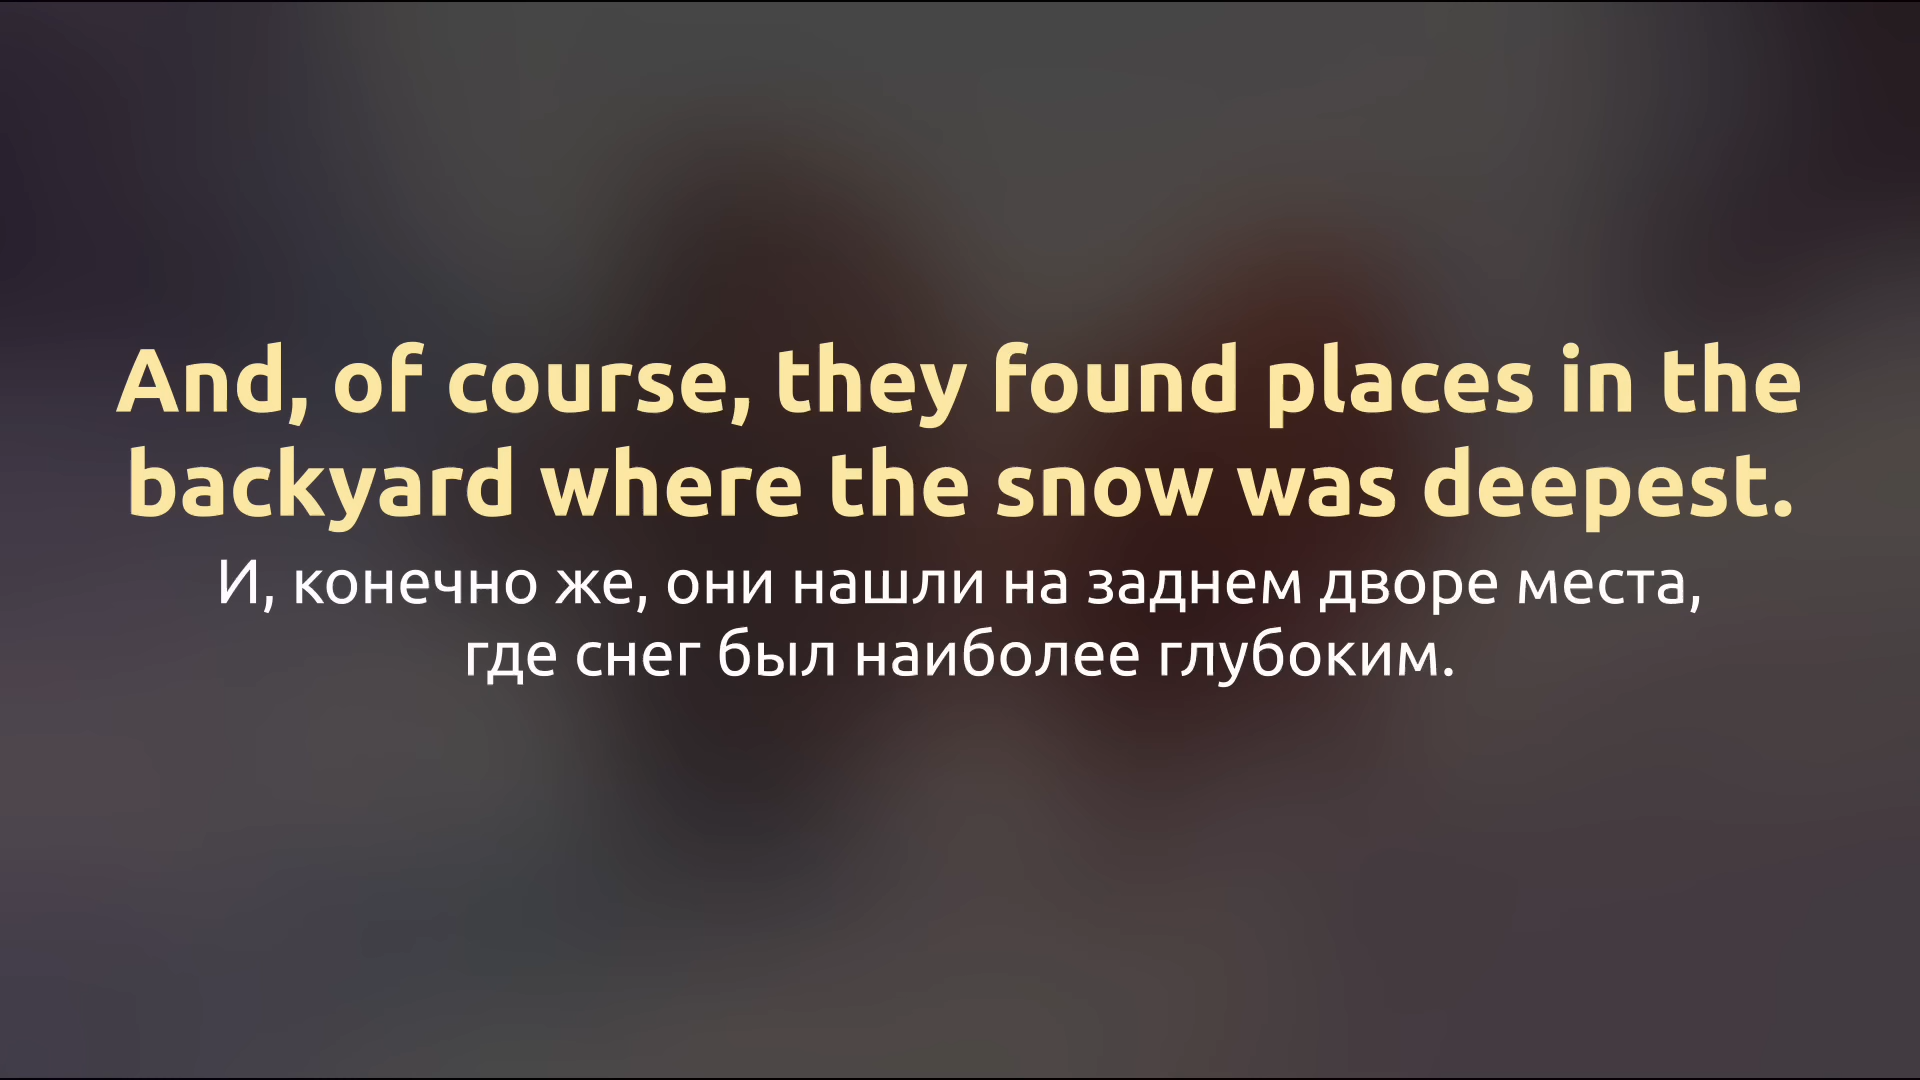 And, of course, they found places in the
backyard where the snow was deepest.
И, конечно же, они нашли на заднем дворе места,
где снег был наиболее глубоким.